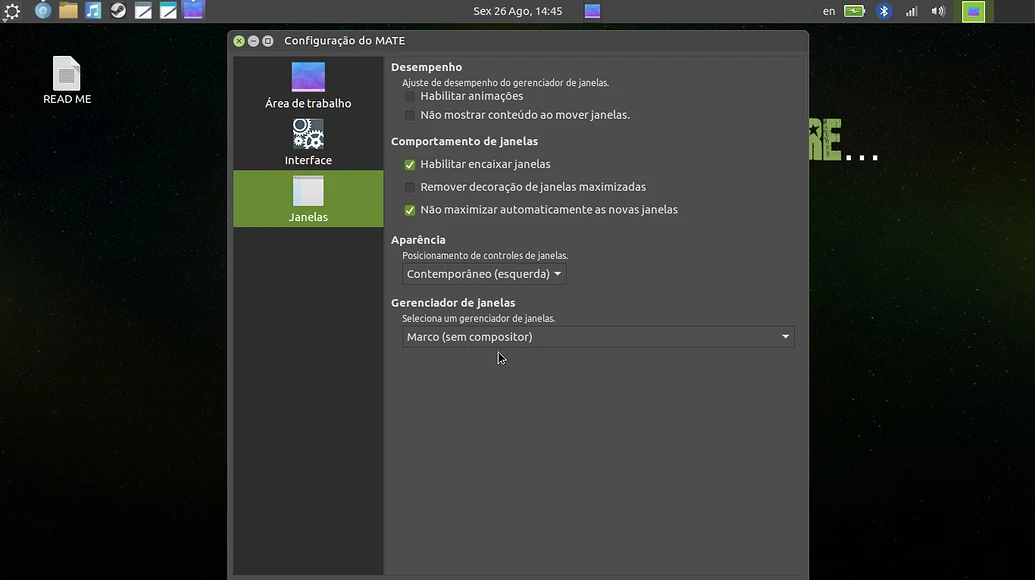 Sex 26 Ago, 14:45
en
Configuração do MATE
READ ME
Área de trabalho
Interface
Janelas
Desempenho
Ajuste de desempenho do gerenciador de janelas.
Habilitar animações
Não mostrar conteúdo ao mover janelas.
Comportamento de janelas
Habilitar encaixar janelas
Remover decoração de janelas maximizadas
Não maximizar automaticamente as novas janelas
Aparência
Posicionamento de controles de janelas.
Contemporâneo (esquerda)
Gerenciador de janelas
Seleciona um gerenciador de janelas.
Marco (sem compositor)
RE...